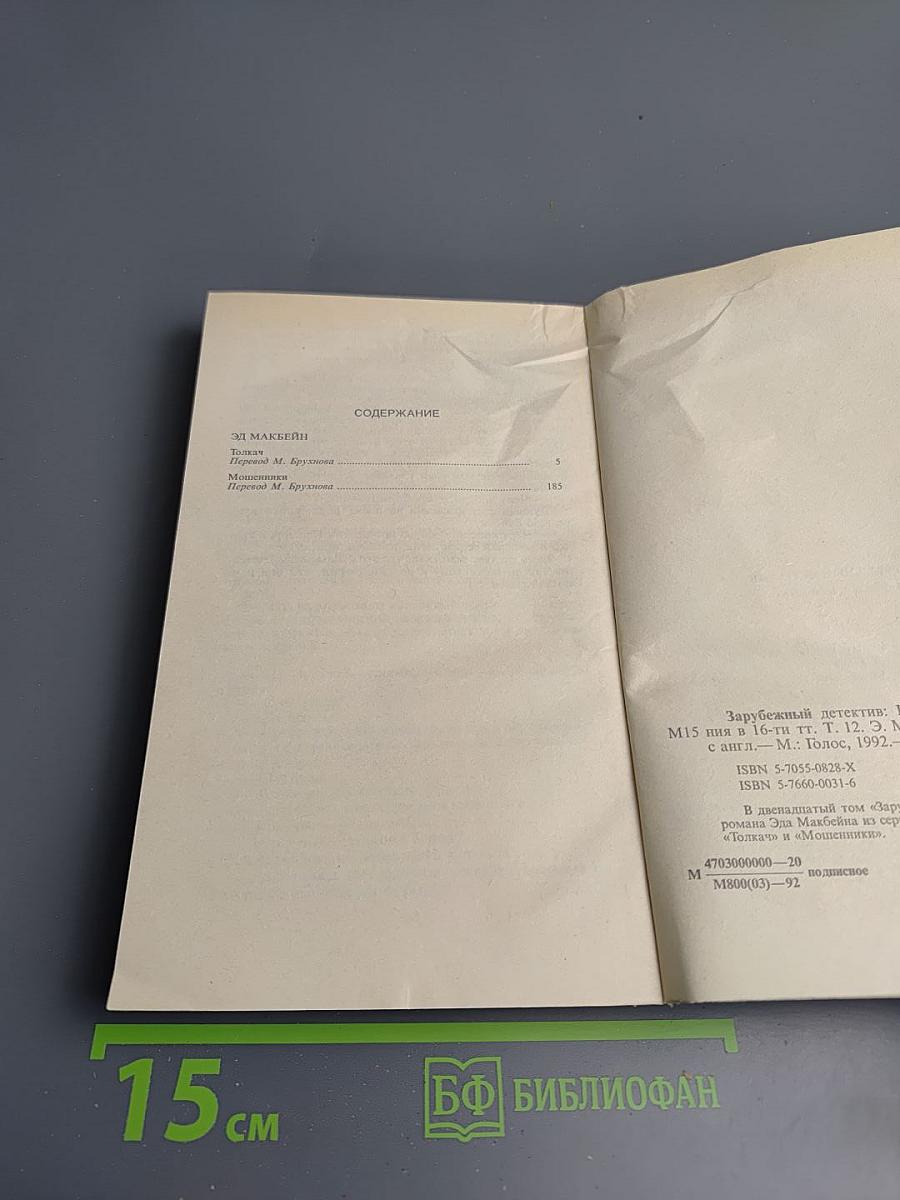 СОДЕРЖАНИЕ
ЭД МАКБЕЙН
Толкач
Перевод М. Брухнова ........ 5
Мошенники
Перевод М. Брухнова ........ 185
Зарубежный детектив:
М15 ния в 16-ти тт. Т. 12. Э.
с англ.— М.: Голос, 1992.—
ISBN 5-7055-0828-X
ISBN 5-7660-0031-6
В двенадцатый том «Зару
романа Эда Макбейна из сер
«Толкач» и «Мошенники».
М 4703000000—20 подписное
М800(03)—92
15 см
БФ БИБЛИОФАН